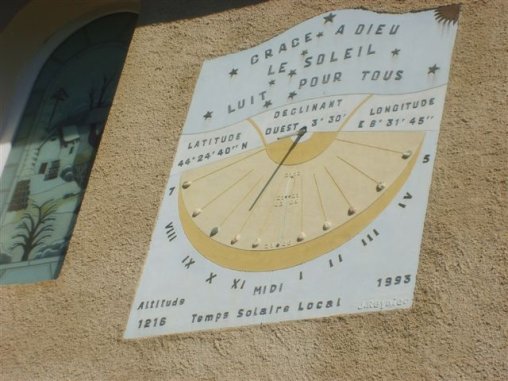 GRACE A DIEU
LE SOLEIL
LUIT POUR TOUS
DECLINANT
OUEST 3° 30'
LATITUDE
44° 24' 40'' N
LONGITUDE
E 6° 31' 45''
7
VIII
IX
X
XI
MIDI
I
II
III
IV
5
Altitude
1216
Temps Solaire Local
1993